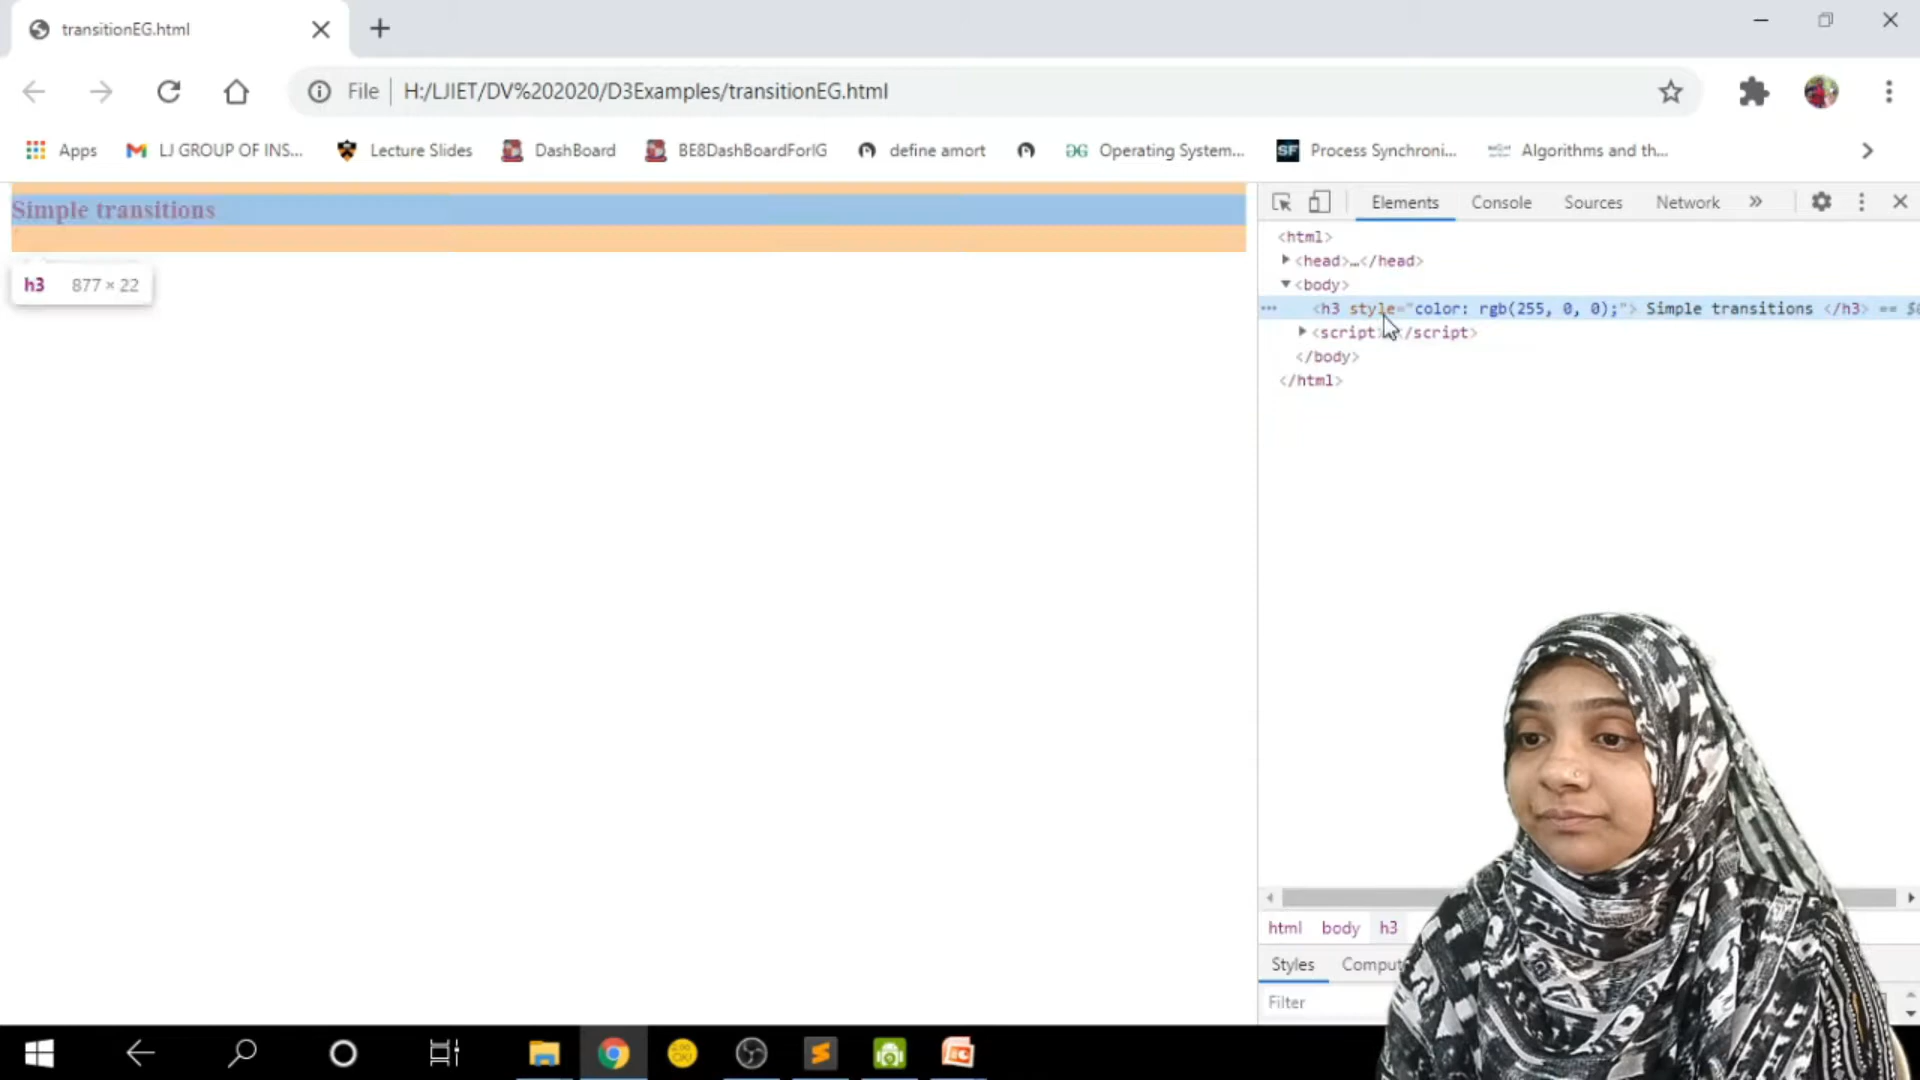 transitionEG.html
File H:/LJIET/DV%202020/D3Examples/transitionEG.html
Apps LJ GROUP OF INS... Lecture Slides DashBoard BE8DashBoardForIG define amort Operating System... Process Synchroni... Algorithms and th...
Simple transitions
h3 877 × 22
Elements Console Sources Network »
<html>
<head>…</head>
<body>
<h3 style="color: rgb(255, 0, 0);"> Simple transitions </h3> == $0
<script> </script>
</body>
</html>
html body h3
Styles Comput
Filter